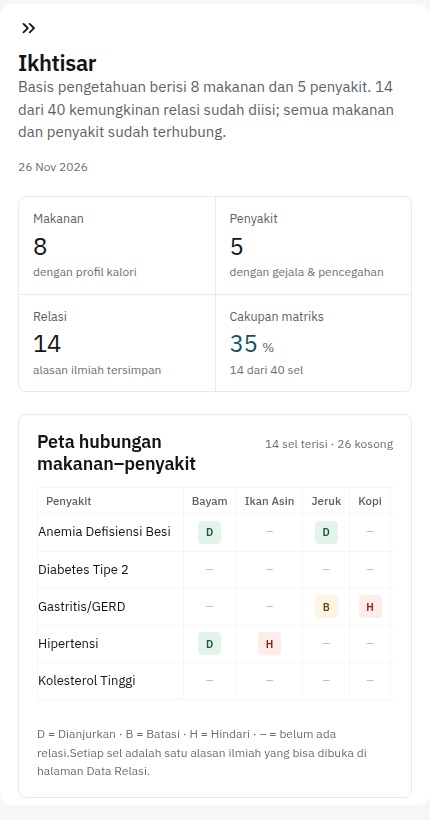 Ikhtisar
Basis pengetahuan berisi 8 makanan dan 5 penyakit. 14
dari 40 kemungkinan relasi sudah diisi; semua makanan
dan penyakit sudah terhubung.
26 Nov 2026
Makanan
8
dengan profil kalori
Penyakit
5
dengan gejala & pencegahan
Relasi
14
alasan ilmiah tersimpan
Cakupan matriks
35 %
14 dari 40 sel
Peta hubungan
makanan–penyakit
14 sel terisi · 26 kosong
Penyakit Bayam Ikan Asin Jeruk Kopi
Anemia Defisiensi Besi D – D –
Diabetes Tipe 2 – – – –
Gastritis/GERD – – B H
Hipertensi D H – –
Kolesterol Tinggi – – – –
D = Dianjurkan · B = Batasi · H = Hindari · – = belum ada
relasi.Setiap sel adalah satu alasan ilmiah yang bisa dibuka di
halaman Data Relasi.